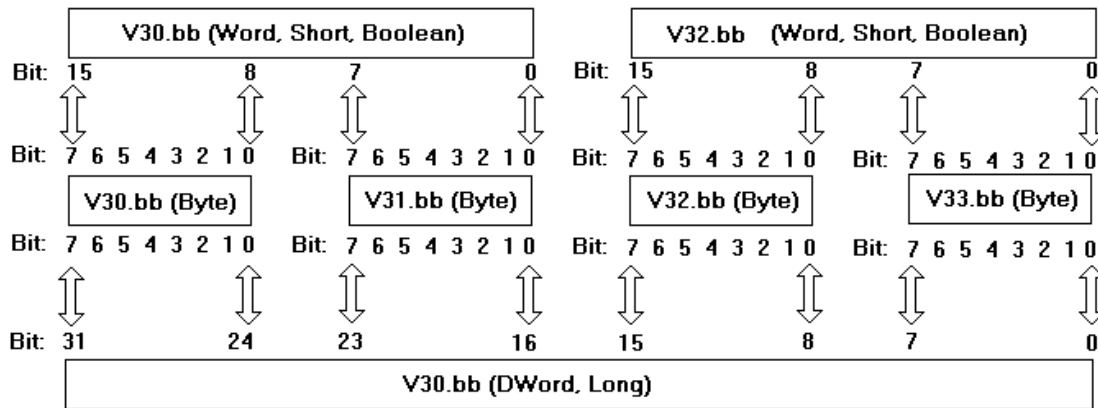 V30.bb (Word, Short, Boolean) V32.bb (Word, Short, Boolean)
Bit: 15 8 7 0 Bit: 15 8 7 0
Bit: 7 6 5 4 3 2 1 0 Bit: 7 6 5 4 3 2 1 0 Bit: 7 6 5 4 3 2 1 0 Bit: 7 6 5 4 3 2 1 0
V30.bb (Byte) V31.bb (Byte) V32.bb (Byte) V33.bb (Byte)
Bit: 7 6 5 4 3 2 1 0 Bit: 7 6 5 4 3 2 1 0 Bit: 7 6 5 4 3 2 1 0 Bit: 7 6 5 4 3 2 1 0
Bit: 31 24 23 16 15 8 7 0
V30.bb (DWord, Long)